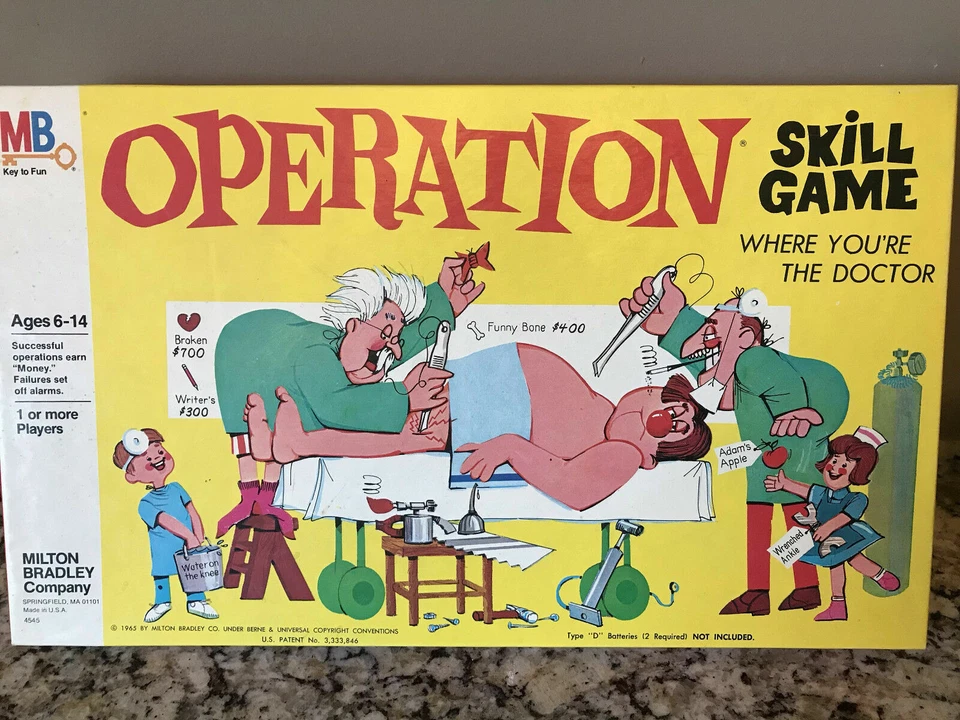 MB
®
Key to Fun
Ages 6-14
Successful
operations earn
"Money."
Failures set
off alarms.
1 or more
Players
MILTON
BRADLEY
Company
SPRINGFIELD, MA 01101
Made in U.S.A.
4545
OPERATION®
SKILL
GAME
WHERE YOU'RE
THE DOCTOR
Broken
$700
Writer's
$300
Funny Bone $400
Adam's
Apple
Wrenched
Ankle
Water on
the knee
© 1965 BY MILTON BRADLEY CO. UNDER BERNE & UNIVERSAL COPYRIGHT CONVENTIONS
U.S. PATENT No. 3,333,846
Type "D" Batteries (2 Required) NOT INCLUDED.